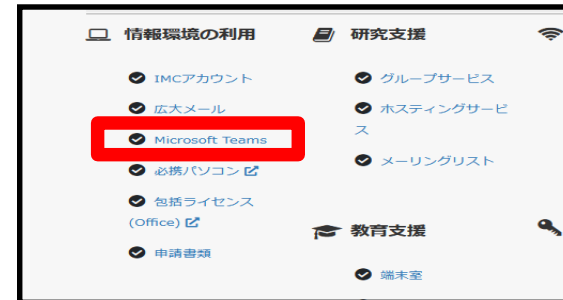 情報環境の利用
IMCアカウント
広大メール
Microsoft Teams
必携パソコン
包括ライセンス
(Office)
申請書類
研究支援
グループサービス
ホスティングサービ
ス
メーリングリスト
教育支援
端末室